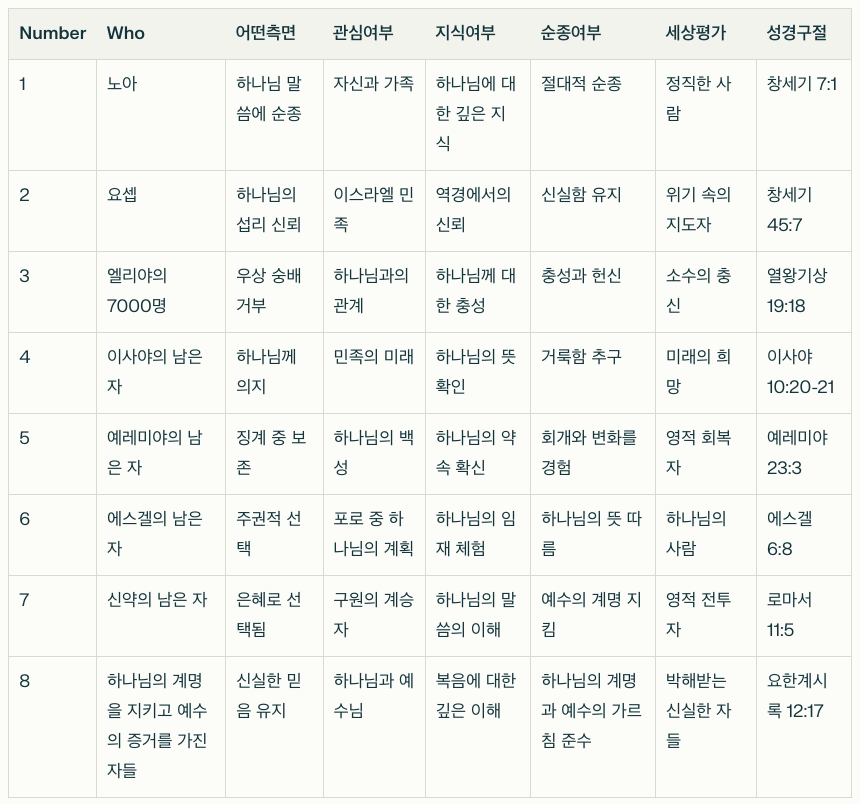 Number Who 어떤측면 관심여부 지식여부 순종여부 세상평가 성경구절
1 노아 하나님 말 자신과 가족 하나님에 대 절대적 순종 정직한 사 창세기 7:1
씀에 순종 한 깊은 지 람
식
2 요셉 하나님의 이스라엘 민 역경에서의 신실함 유지 위기 속의 창세기
섭리 신뢰 족 신뢰 지도자 45:7
3 엘리야의 우상 숭배 하나님과의 하나님께 대 충성과 헌신 소수의 충 열왕기상
7000명 거부 관계 한 충성 신 19:18
4 이사야의 남은 하나님께 민족의 미래 하나님의 뜻 거룩함 추구 미래의 희 이사야
자 의지 확인 망 10:20-21
5 예레미야의 남 징계 중 보 하나님의 백 하나님의 약 회개와 변화를 영적 회복 예레미야
은 자 존 성 속 확신 경험 자 23:3
6 에스겔의 남은 주권적 선 포로 중 하 하나님의 임 하나님의 뜻 따 하나님의 에스겔
자 택 나님의 계획 재 체험 름 사람 6:8
7 신약의 남은 자 은혜로 선 구원의 계승 하나님의 말 예수의 계명 지 영적 전투 로마서
택됨 자 씀의 이해 킴 자 11:5
8 하나님의 계명 신실한 믿 하나님과 예 복음에 대한 하나님의 계명 박해받는 요한계시
을 지키고 예수 음 유지 수님 깊은 이해 과 예수의 가르 신실한 자 록 12:17
의 증거를 가진 침 준수 들
자들